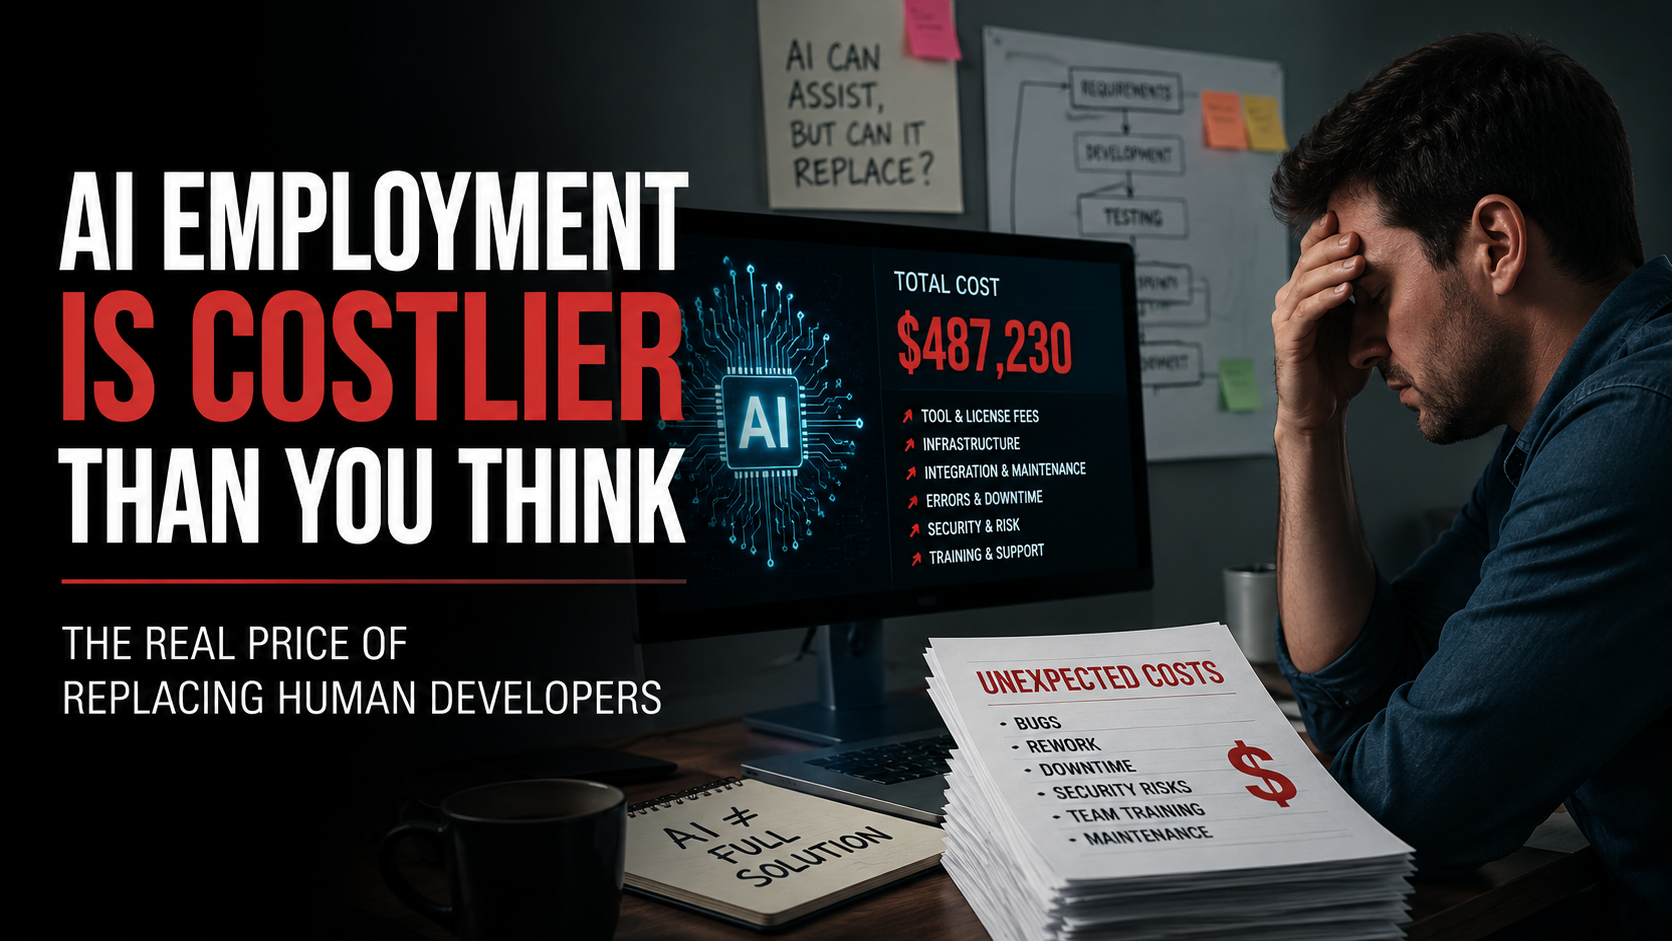 AI EMPLOYMENT
IS COSTLIER
THAN YOU THINK
THE REAL PRICE OF
REPLACING HUMAN DEVELOPERS
AI CAN
ASSIST,
BUT CAN IT
REPLACE?
REQUIREMENTS
DEVELOPMENT
TESTING
AI
TOTAL COST
$487,230
TOOL & LICENSE FEES
INFRASTRUCTURE
INTEGRATION & MAINTENANCE
ERRORS & DOWNTIME
SECURITY & RISK
TRAINING & SUPPORT
UNEXPECTED COSTS
• BUGS
• REWORK
• DOWNTIME
• SECURITY RISKS
• TEAM TRAINING
• MAINTENANCE
$
AI ≠
FULL
SOLUTION